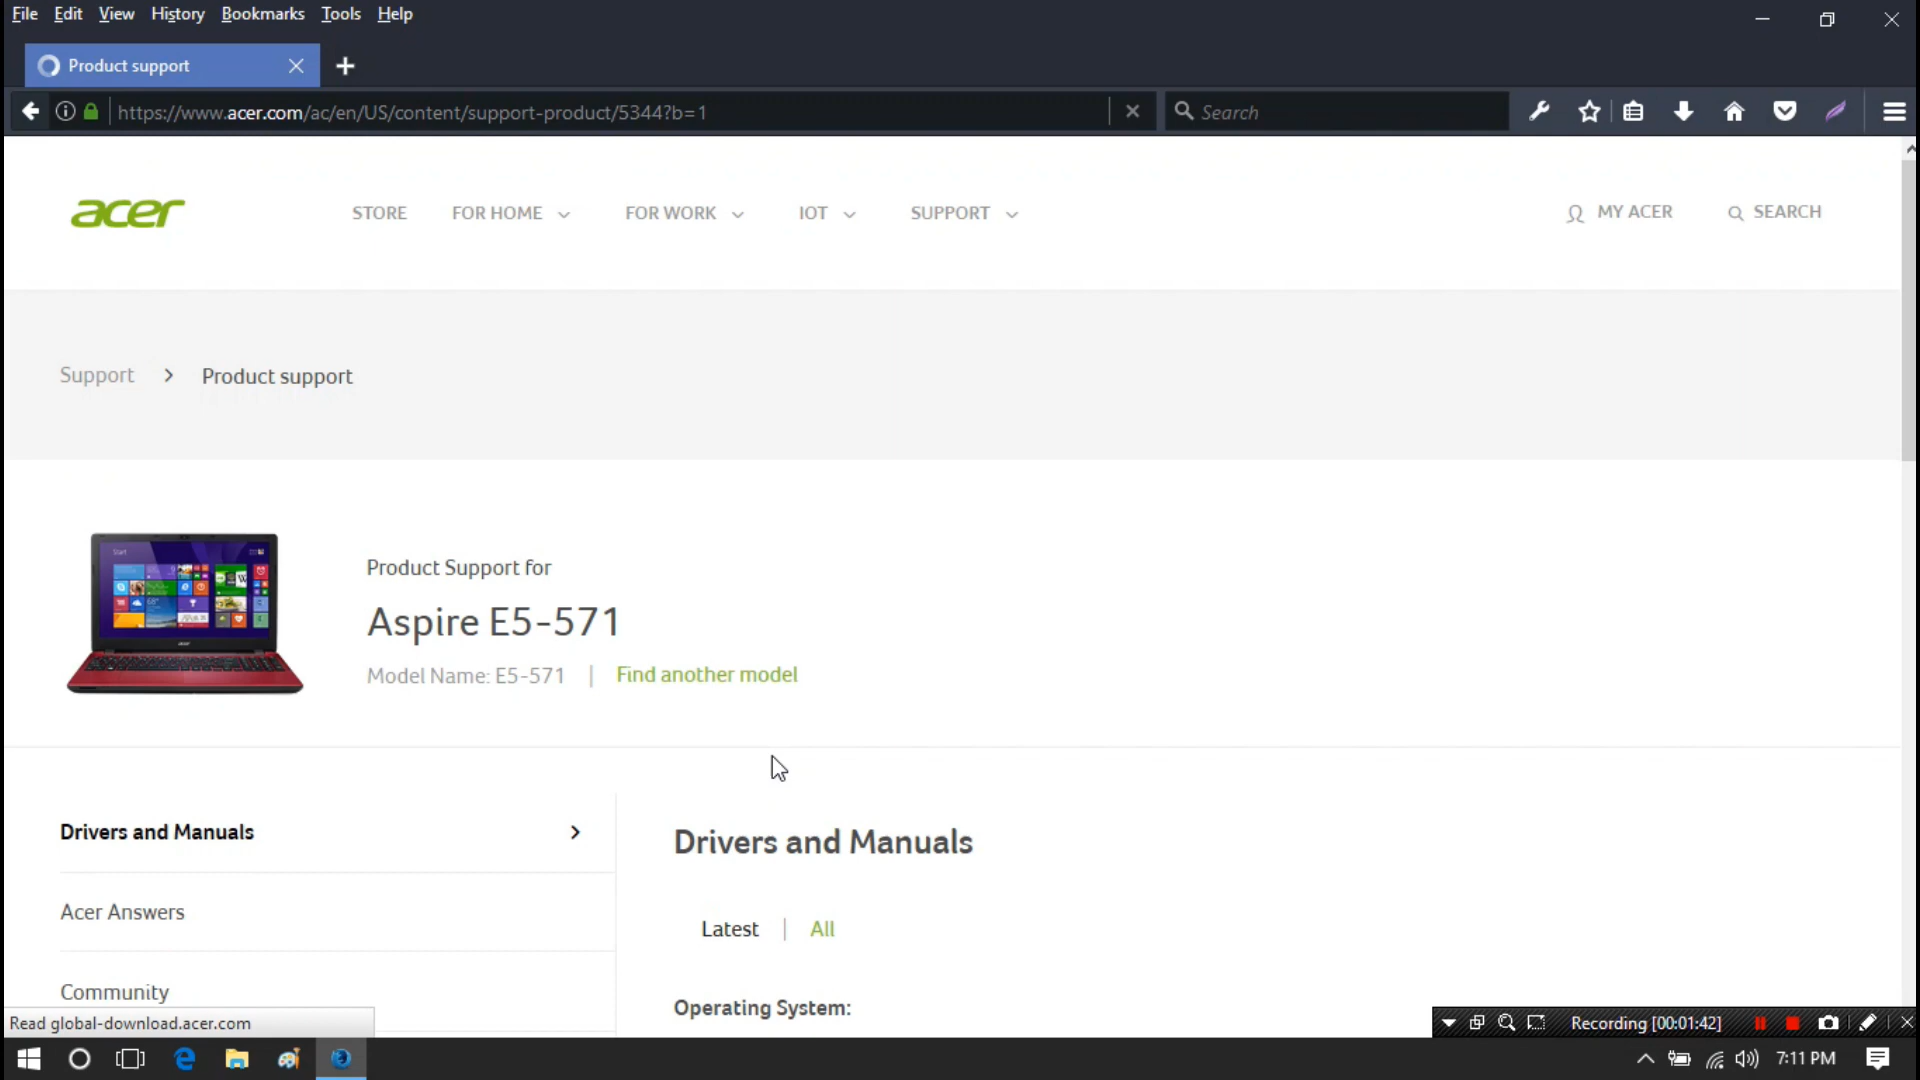 File Edit View History Bookmarks Tools Help
Product support
https://www.acer.com/ac/en/US/content/support-product/5344?b=1
Search
acer
STORE FOR HOME FOR WORK IOT SUPPORT MY ACER SEARCH
Support > Product support
Product Support for
Aspire E5-571
Model Name: E5-571 | Find another model
Drivers and Manuals
Acer Answers
Community
Drivers and Manuals
Latest | All
Operating System:
Read global-download.acer.com
Recording [00:01:42]
7:11 PM